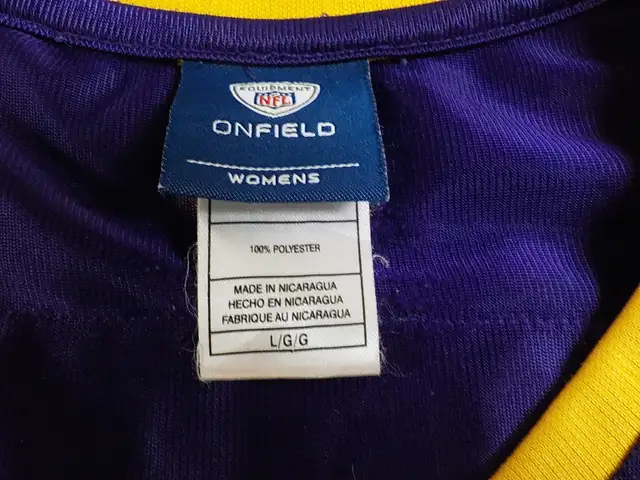 EQUIPMENT
NFL
ONFIELD
WOMENS
100% POLYESTER
MADE IN NICARAGUA
HECHO EN NICARAGUA
FABRIQUE AU NICARAGUA
L/G/G